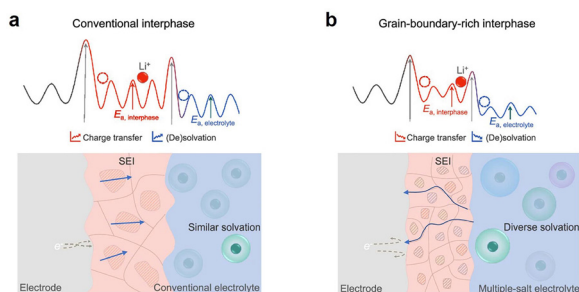 a
Conventional interphase
Li⁺
Eₐ, interphase
Eₐ, electrolyte
Charge transfer
(De)solvation
SEI
Similar solvation
e⁻
Electrode
Conventional electrolyte
b
Grain-boundary-rich interphase
Li⁺
Eₐ, interphase
Eₐ, electrolyte
Charge transfer
(De)solvation
SEI
Diverse solvation
e⁻
Electrode
Multiple-salt electrolyte